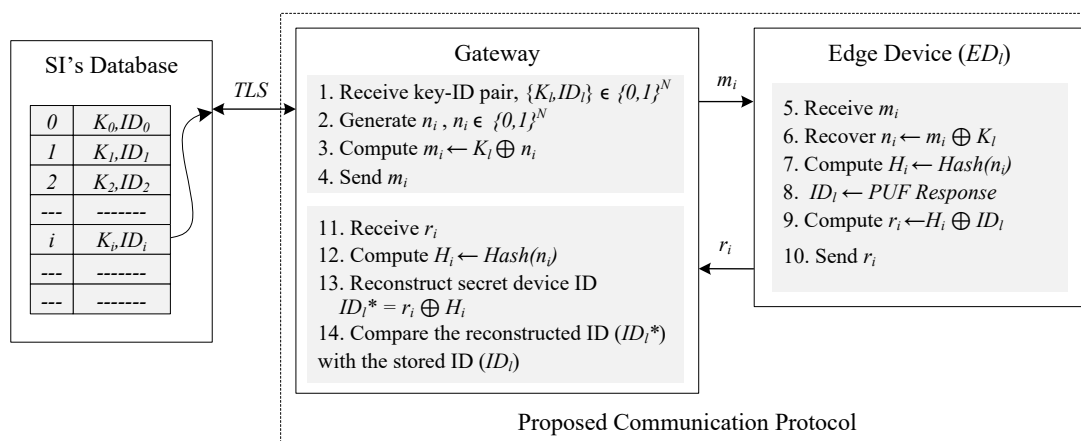 SI's Database
0 K0,ID0
1 K1,ID1
2 K2,ID2
--- -------
i Ki,IDi
--- -------
--- -------
TLS
Gateway
1. Receive key-ID pair, {Kl,IDl} ϵ {0,1}^N
2. Generate ni , ni ϵ {0,1}^N
3. Compute mi ← Kl ⊕ ni
4. Send mi
11. Receive ri
12. Compute Hi ← Hash(ni)
13. Reconstruct secret device ID
IDl* = ri ⊕ Hi
14. Compare the reconstructed ID (IDl*)
with the stored ID (IDl)
mi
ri
Edge Device (EDl)
5. Receive mi
6. Recover ni ← mi ⊕ Kl
7. Compute Hi ← Hash(ni)
8. IDl ← PUF Response
9. Compute ri ← Hi ⊕ IDl
10. Send ri
Proposed Communication Protocol